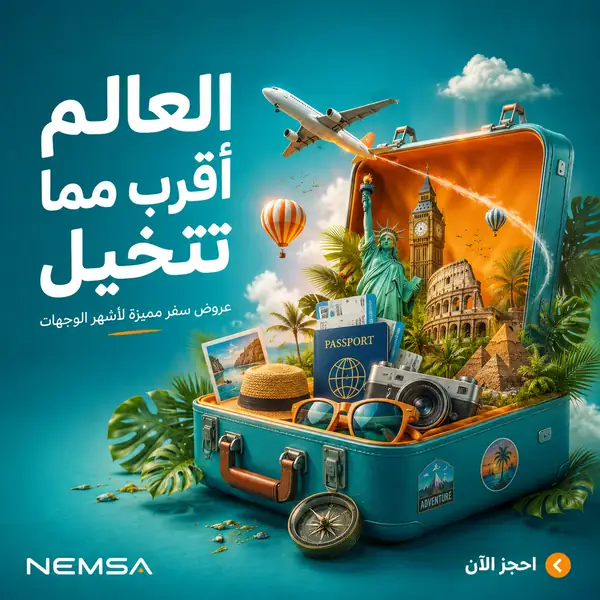 العالم
أقرب مما
تتخيل
عروض سفر مميزة لأشهر الوجهات
PASSPORT
ADVENTURE
NEMSA
احجز الآن